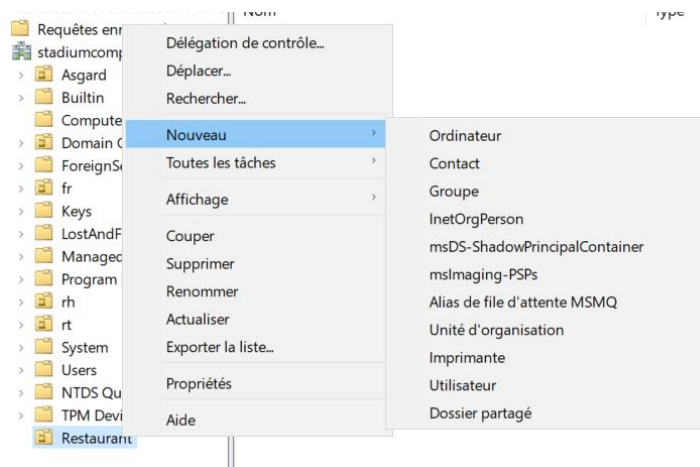 Nom
Type
Requêtes enr
stadiumcomp
Asgard
Builtin
Compute
Domain C
ForeignSe
fr
Keys
LostAndF
Managed
Program
rh
rt
System
Users
NTDS Qu
TPM Devi
Restaurant
Délégation de contrôle...
Déplacer...
Rechercher...
Nouveau
Toutes les tâches
Affichage
Couper
Supprimer
Renommer
Actualiser
Exporter la liste...
Propriétés
Aide
Ordinateur
Contact
Groupe
InetOrgPerson
msDS-ShadowPrincipalContainer
msImaging-PSPs
Alias de file d'attente MSMQ
Unité d'organisation
Imprimante
Utilisateur
Dossier partagé